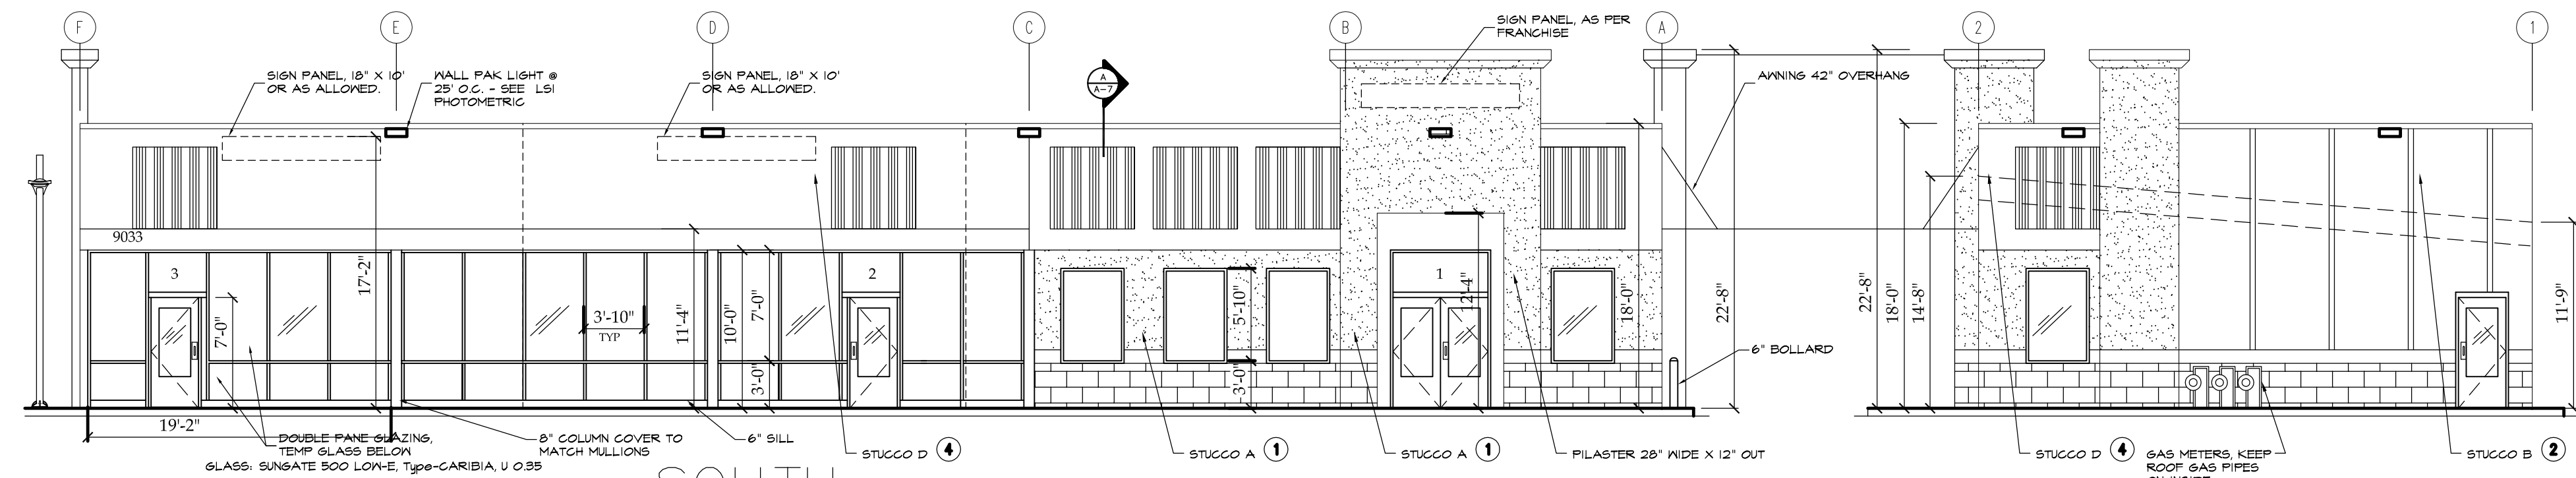 F
E
D
C
B
A
2
1
SIGN PANEL, 18" X 10'
OR AS ALLOWED.
WALL PAK LIGHT @
25' O.C. - SEE LSI
PHOTOMETRIC
SIGN PANEL, 18" X 10'
OR AS ALLOWED.
A
A-7
SIGN PANEL, AS PER
FRANCHISE
AWNING 42" OVERHANG
9033
3
2
1
17'-2"
7'-0"
3'-10"
TYP
11'-4"
10'-0"
7'-0"
3'-0"
5'-10"
3'-0"
12'-4"
18'-0"
22'-8"
6" BOLLARD
22'-8"
18'-0"
14'-8"
11'-9"
19'-2"
DOUBLE PANE GLAZING,
TEMP GLASS BELOW
GLASS: SUNGATE 500 LOW-E, Type-CARIBIA, U 0.35
8" COLUMN COVER TO
MATCH MULLIONS
6" SILL
STUCCO D 4
STUCCO A 1
STUCCO A 1
PILASTER 28" WIDE X 12" OUT
STUCCO D 4
GAS METERS, KEEP
ROOF GAS PIPES
ON INSIDE
STUCCO B 2
SOUTH